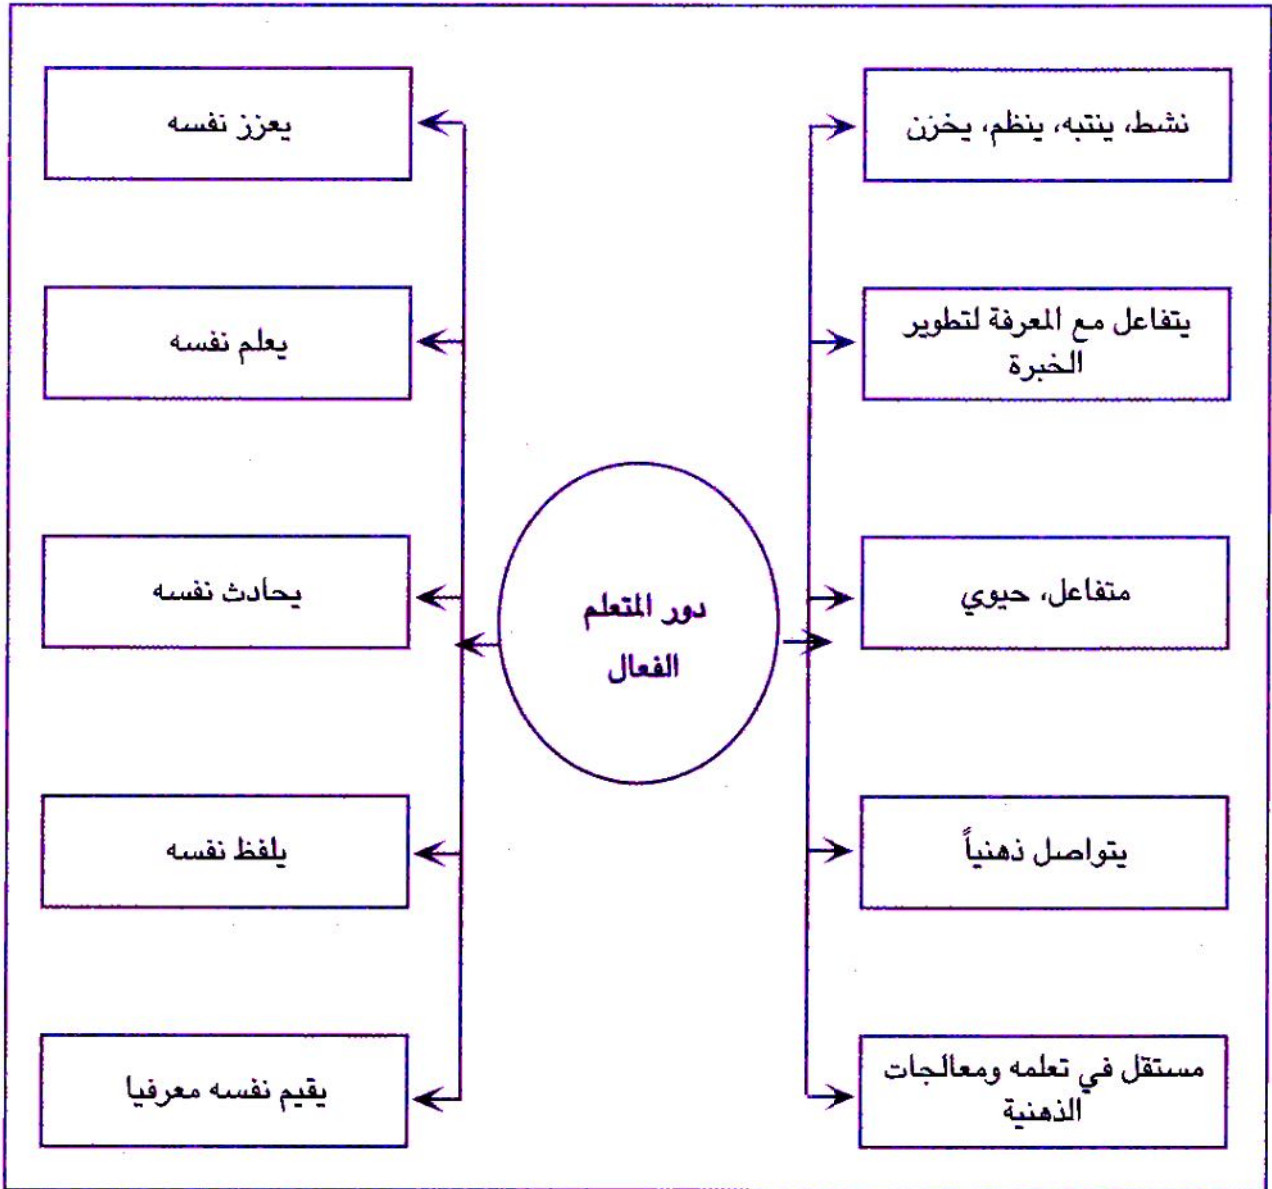 نشط، ينتبه، ينظم، يخزن
يعزز نفسه
يتفاعل مع المعرفة لتطوير
الخبرة
يعلم نفسه
متفاعل، حيوي
يحادث نفسه
دور المتعلم
الفعال
يتواصل ذهنياً
يلفظ نفسه
مستقل في تعلمه ومعالجات
الذهنية
يقيم نفسه معرفيا